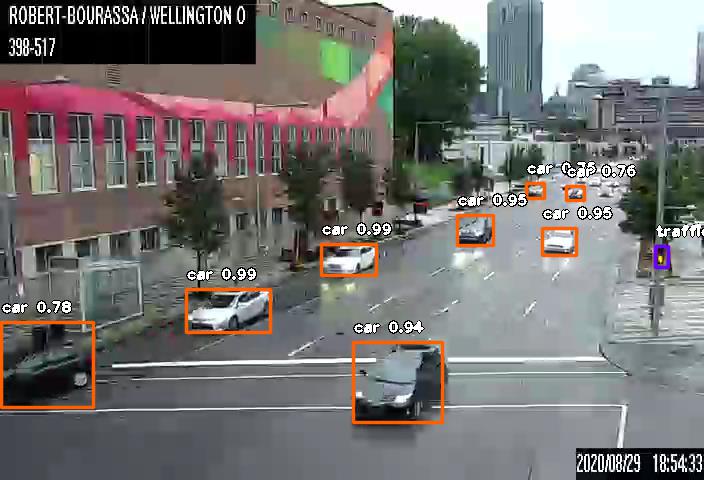 ROBERT-BOURASSA / WELLINGTON O
398-517
car 0.76
car 0.95
car 0.95
car 0.99
car 0.99
car 0.78
car 0.94
traffic
2020/08/29 18:54:33